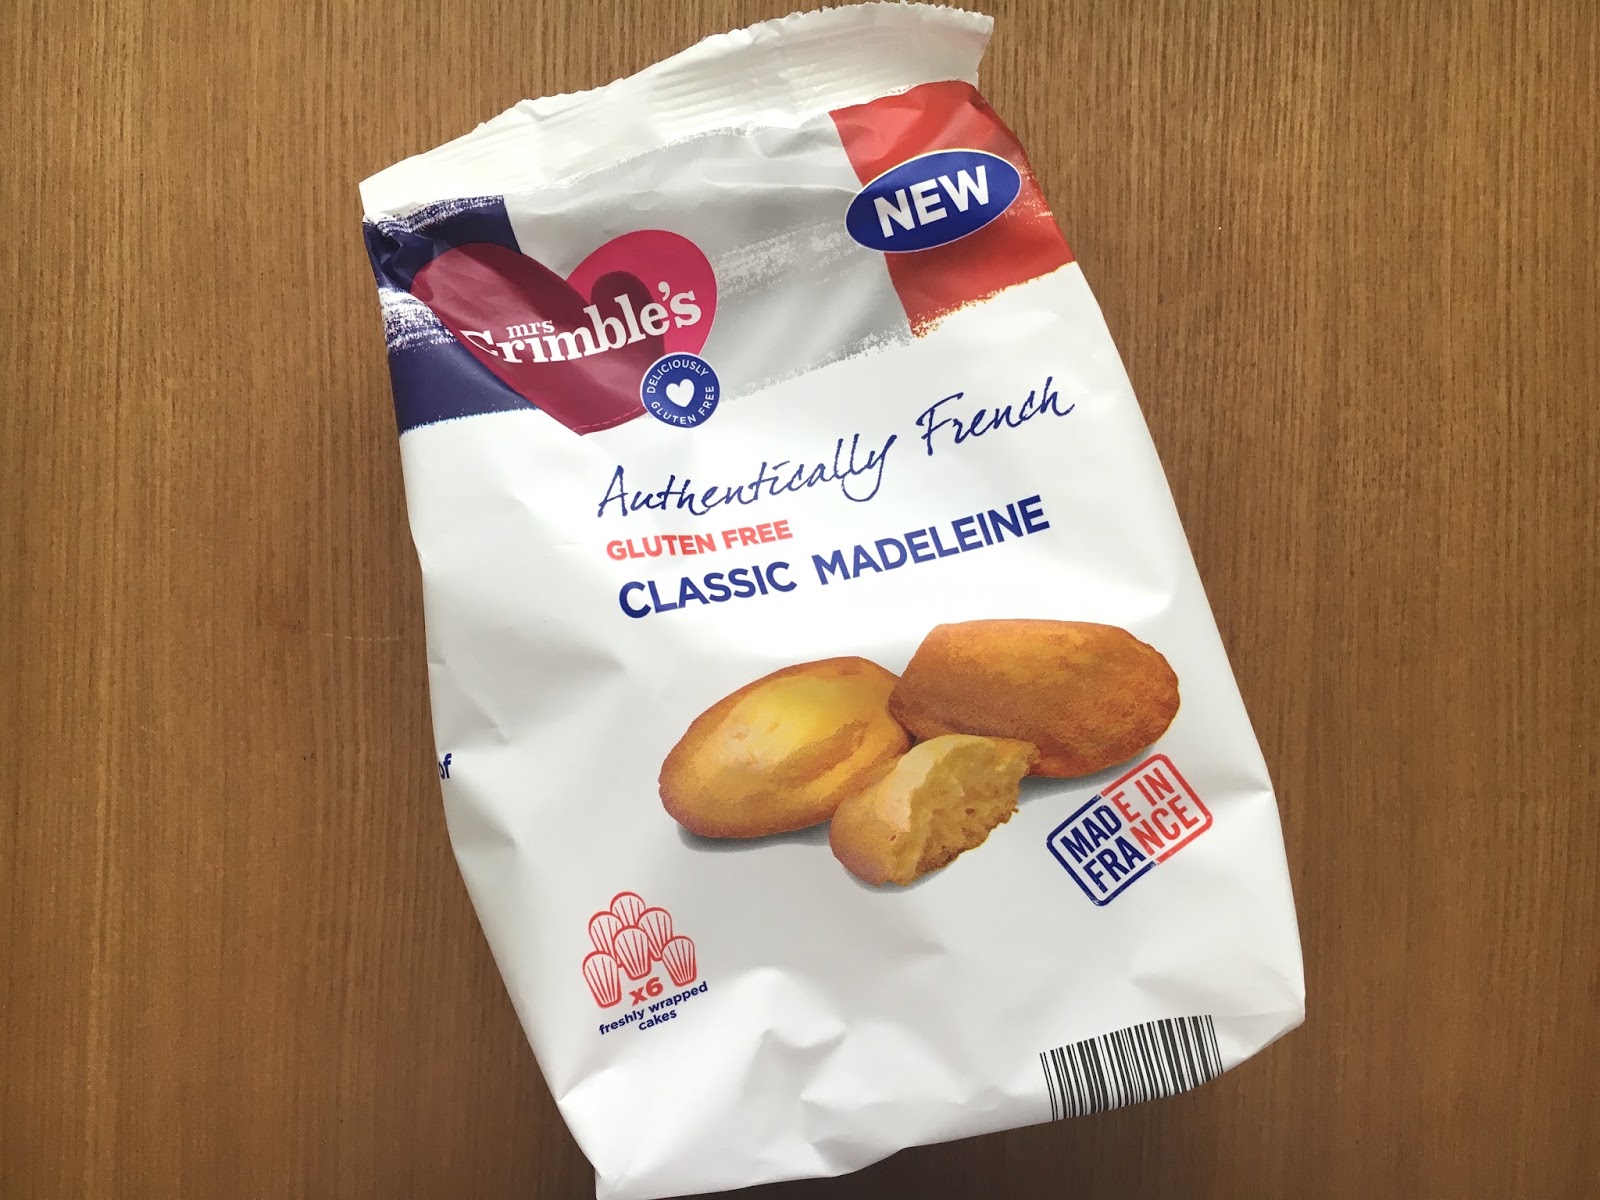 NEW
mrs
Crimble's
DELICIOUSLY
GLUTEN FREE
Authentically French
GLUTEN FREE
CLASSIC MADELEINE
of
MADE IN
FRANCE
x6
freshly wrapped
cakes